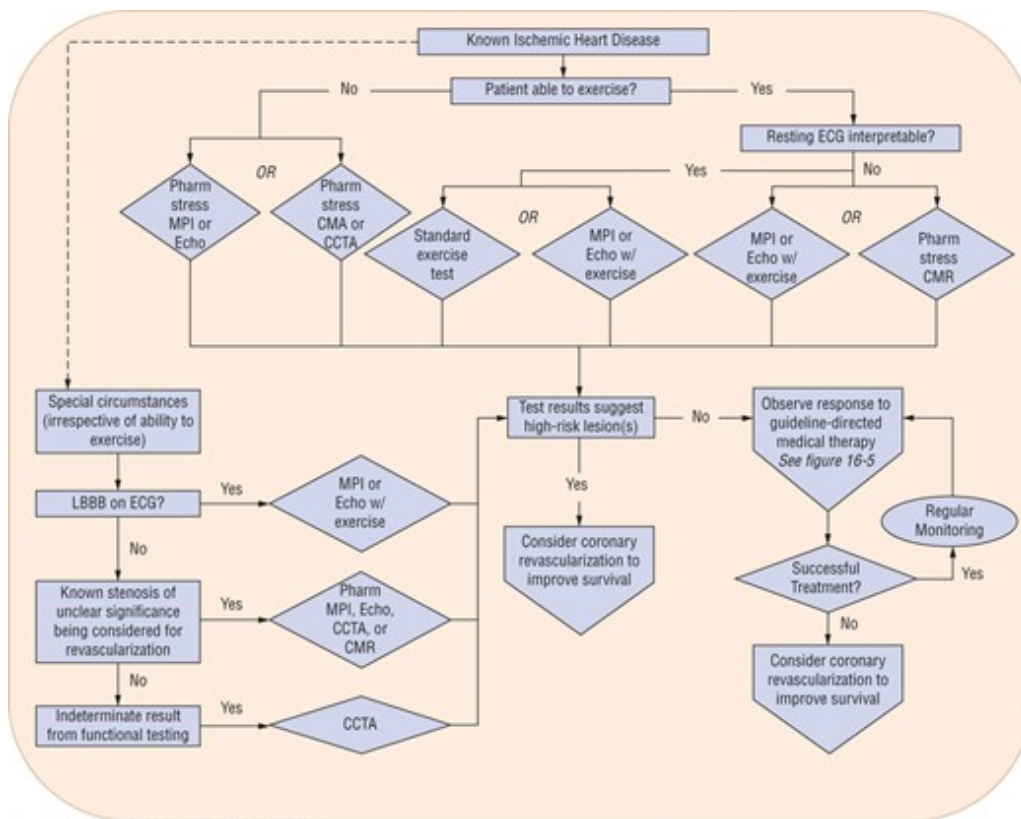 Known Ischemic Heart Disease
No
Patient able to exercise?
Yes
Resting ECG interpretable?
Yes
No
OR
Pharm
stress
MPI or
Echo
Pharm
stress
CMA or
CCTA
OR
Standard
exercise
test
MPI or
Echo w/
exercise
OR
MPI or
Echo w/
exercise
Pharm
stress
CMR
Special circumstances
(irrespective of ability to
exercise)
Test results suggest
high-risk lesion(s)
No
Observe response to
guideline-directed
medical therapy
See figure 16-5
LBBB on ECG?
Yes
MPI or
Echo w/
exercise
Yes
Regular
Monitoring
No
Consider coronary
revascularization to
improve survival
Successful
Treatment?
Yes
Known stenosis of
unclear significance
being considered for
revascularization
Yes
Pharm
MPI, Echo,
CCTA, or
CMR
No
No
Consider coronary
revascularization to
improve survival
Indeterminate result
from functional testing
Yes
CCTA